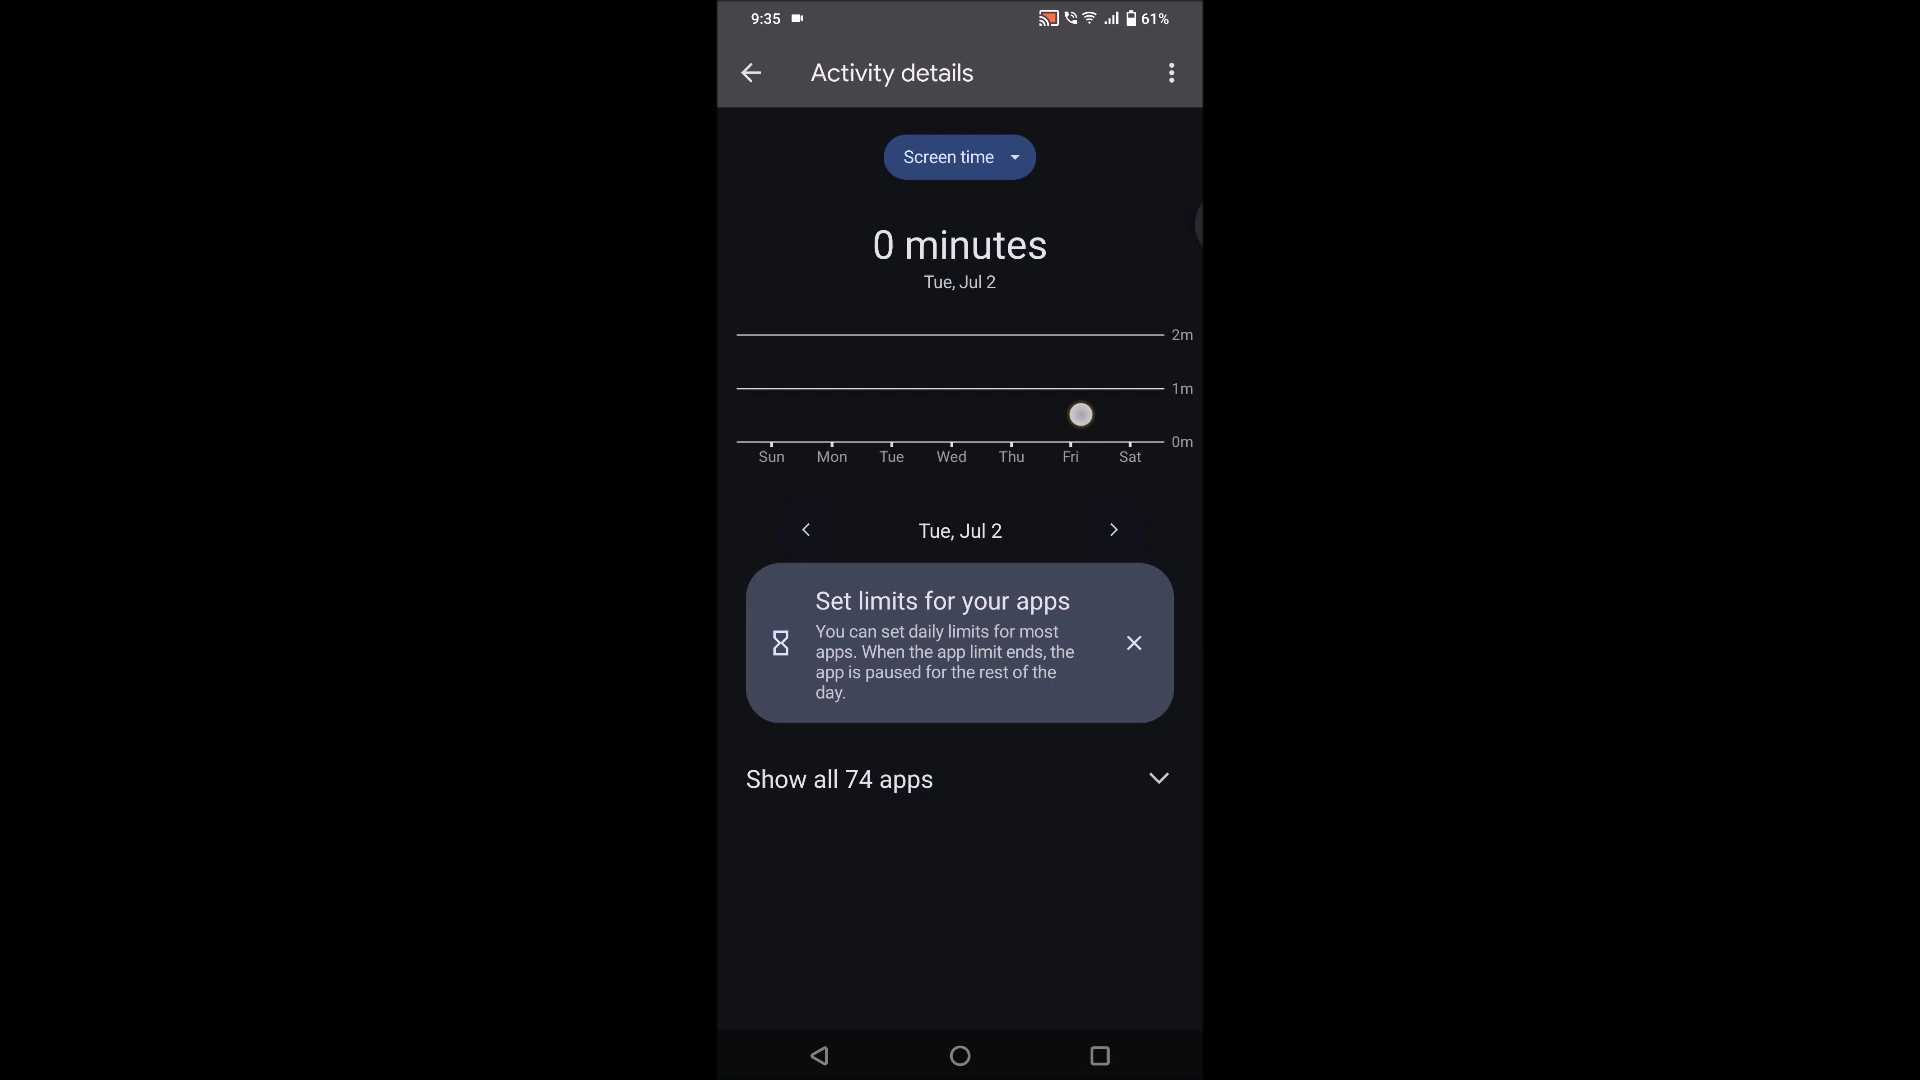 9:35
61%
Activity details
Screen time
0 minutes
Tue, Jul 2
2m
1m
0m
Sun Mon Tue Wed Thu Fri Sat
Tue, Jul 2
Set limits for your apps
You can set daily limits for most
apps. When the app limit ends, the
app is paused for the rest of the
day.
Show all 74 apps